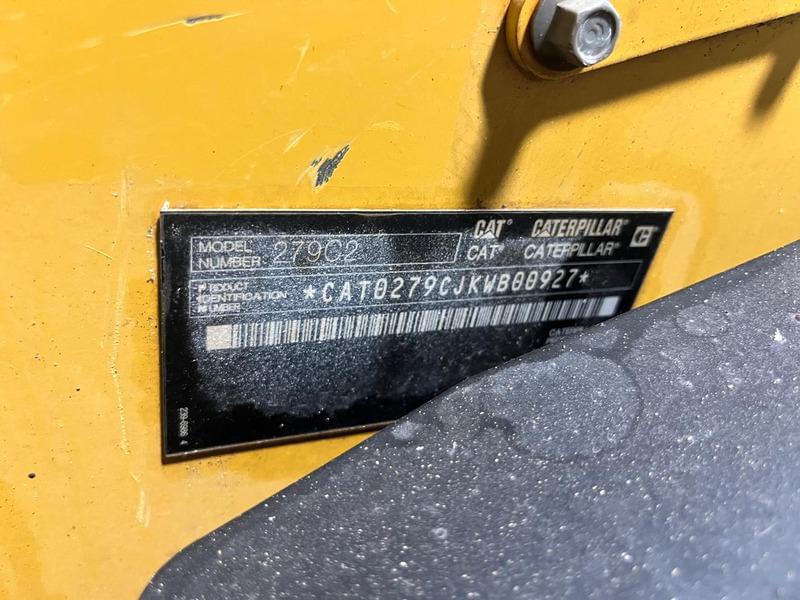 CAT® CATERPILLAR®
CAT® CATERPILLAR®
MODEL NUMBER 279C2
PRODUCT IDENTIFICATION NUMBER *CAT0279CJKWB00927*